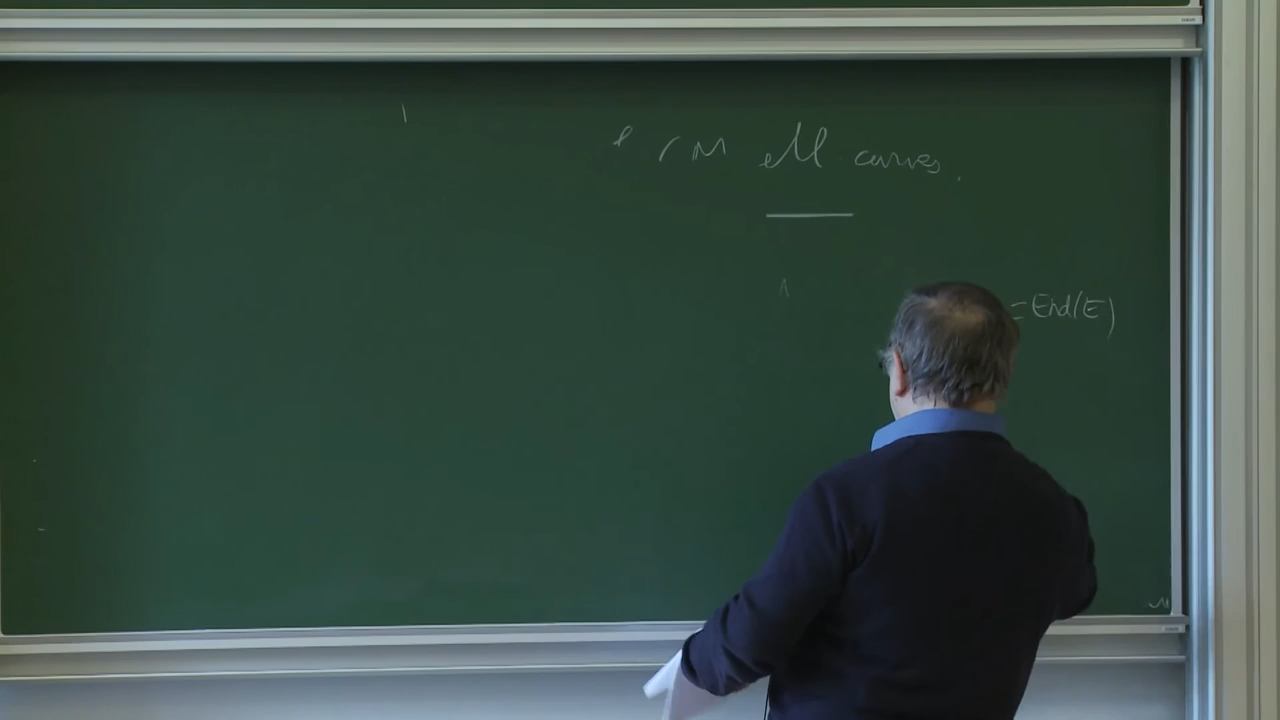 CM ell curves.
= End(E)